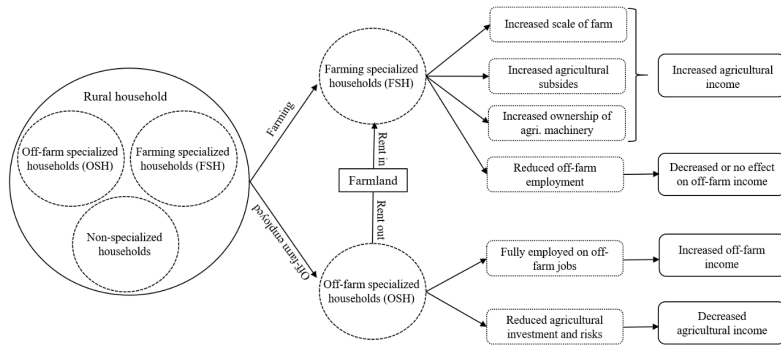 Rural household
Off-farm specialized
households (OSH)
Farming specialized
households (FSH)
Non-specialized
households
Farming
Off-farm employed
Farming specialized
households (FSH)
Rent in
Farmland
Rent out
Off-farm specialized
households (OSH)
Increased scale of farm
Increased agricultural
subsides
Increased ownership of
agri. machinery
Reduced off-farm
employment
Fully employed on off-
farm jobs
Reduced agricultural
investment and risks
Increased agricultural
income
Decreased or no effect
on off-farm income
Increased off-farm
income
Decreased
agricultural income